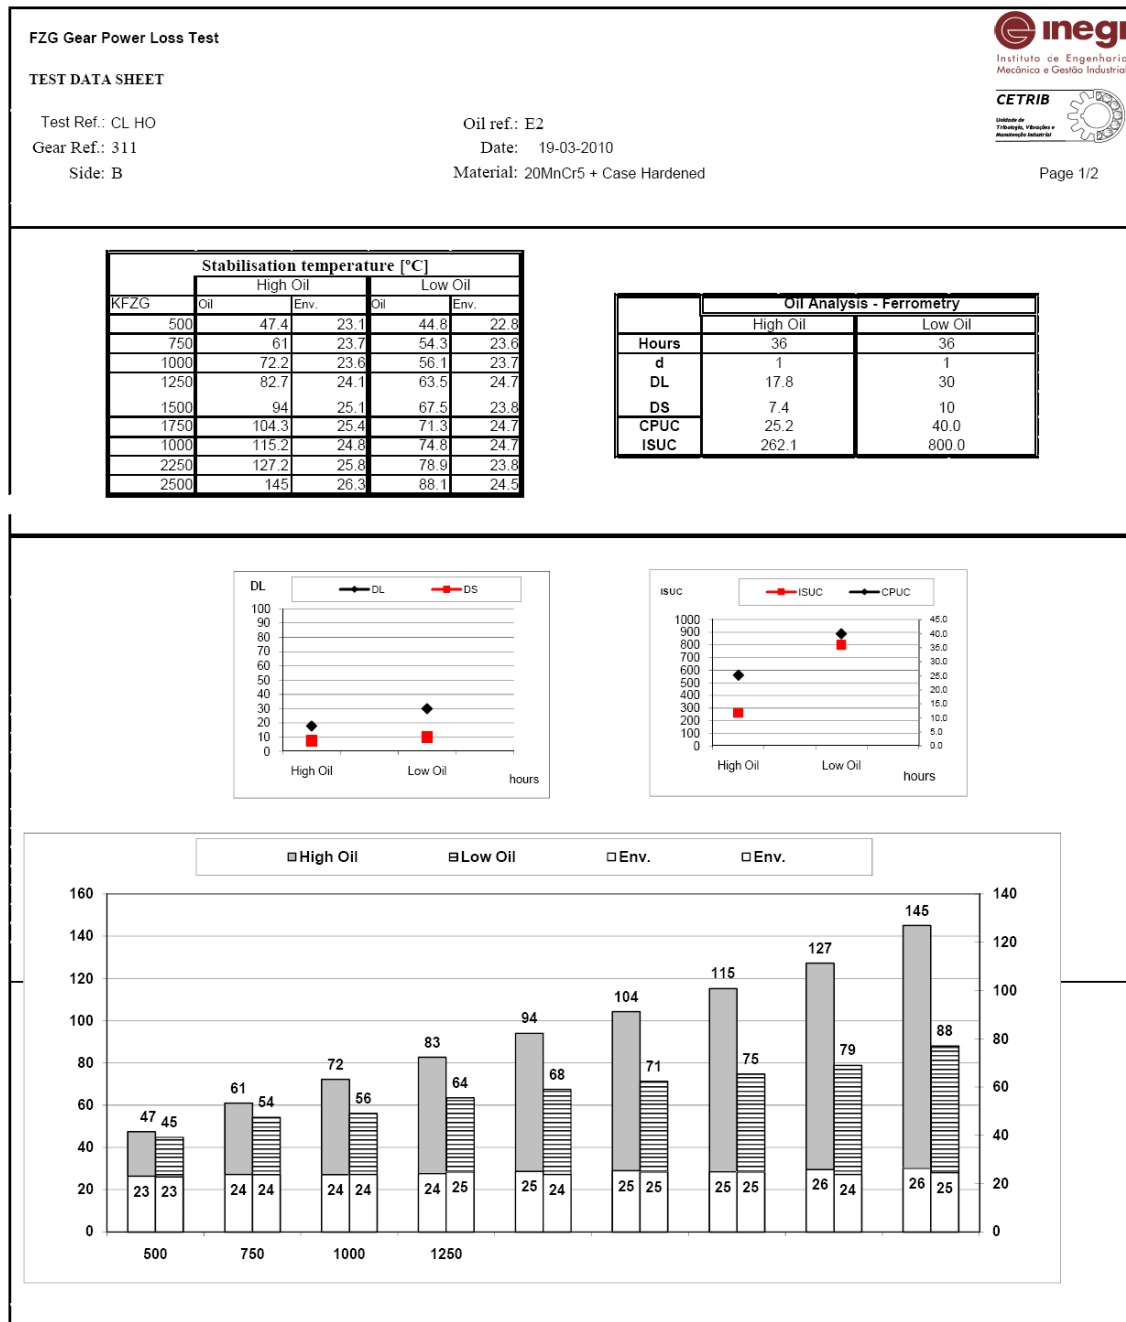 FZG Gear Power Loss Test
inegi
Instituto de Engenharia
Mecânica e Gestão Industrial
TEST DATA SHEET
CETRIB
Unidade de
Tribologia, Vibrações e
Manutenção Industrial
Test Ref.: CL HO Oil ref.: E2
Gear Ref.: 311 Date: 19-03-2010
Side: B Material: 20MnCr5 + Case Hardened Page 1/2
Stabilisation temperature [°C]
High Oil Low Oil
KFZG Oil Env. Oil Env.
500 47.4 23.1 44.8 22.8
750 61 23.7 54.3 23.6
1000 72.2 23.6 56.1 23.7
1250 82.7 24.1 63.5 24.7
1500 94 25.1 67.5 23.8
1750 104.3 25.4 71.3 24.7
1000 115.2 24.8 74.8 24.7
2250 127.2 25.8 78.9 23.8
2500 145 26.3 88.1 24.5
Oil Analysis - Ferrometry
High Oil Low Oil
Hours 36 36
d 1 1
DL 17.8 30
DS 7.4 10
CPUC 25.2 40.0
ISUC 262.1 800.0
DL
DL DS
100
90
80
70
60
50
40
30
20
10
0
High Oil Low Oil
hours
ISUC
ISUC CPUC
1000
900
800
700
600
500
400
300
200
100
0
45.0
40.0
35.0
30.0
25.0
20.0
15.0
10.0
5.0
0.0
High Oil Low Oil
hours
High Oil Low Oil Env. Env.
160
140
120
100
80
60
40
20
0
140
120
100
80
60
40
20
0
47 45 61 54 72 56 83 64 94 68 104 71 115 75 127 79 145 88
23 23 24 24 24 24 24 25 25 24 25 25 25 25 26 24 26 25
500 750 1000 1250